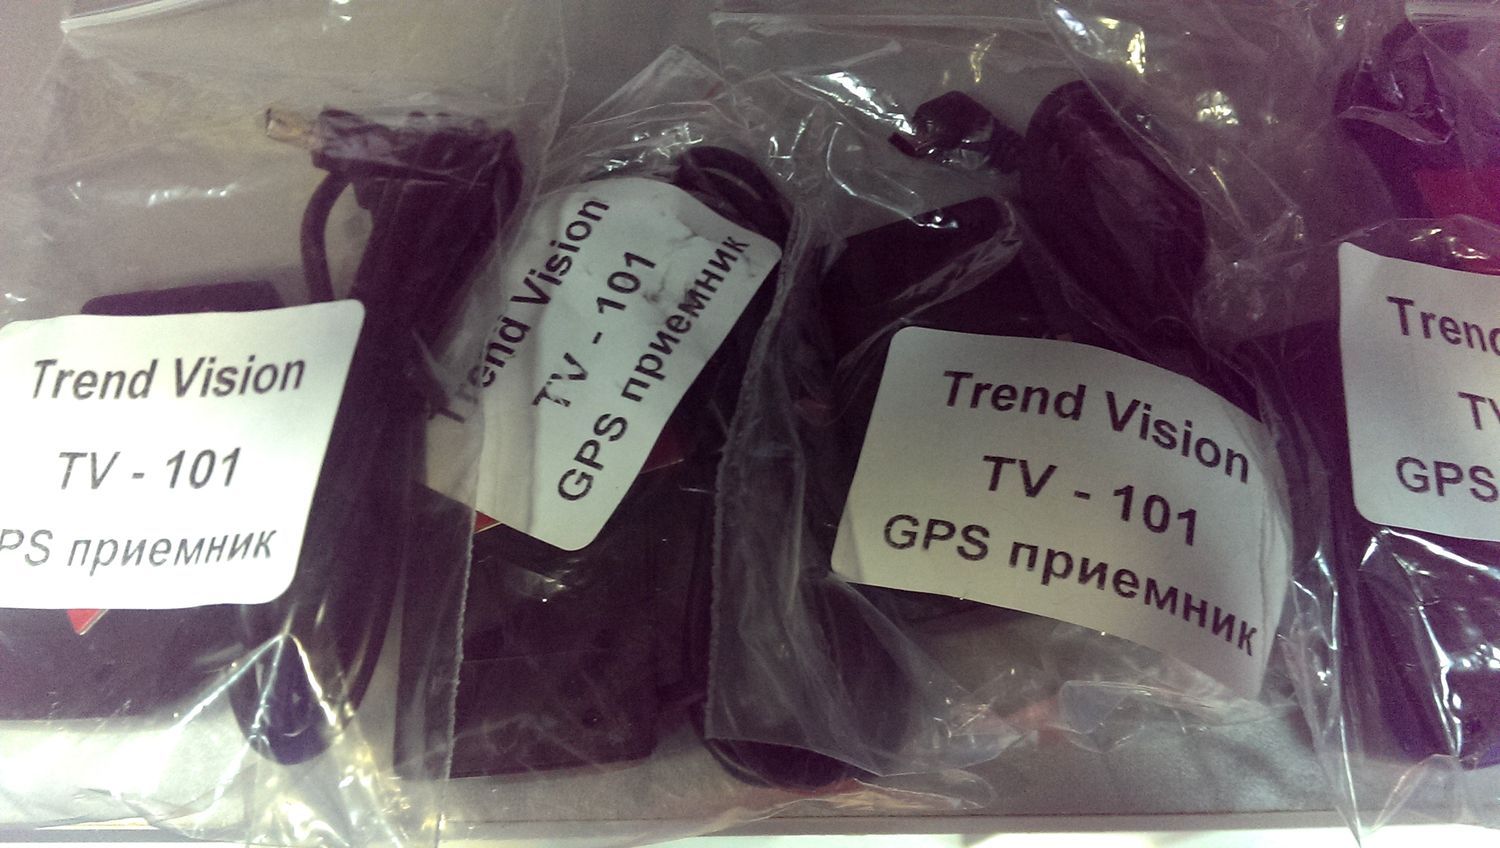 Trend Vision
TV - 101
PS приемник
Trend Vision
TV - 101
GPS приемник
Trend Vision
TV - 101
GPS приемник
Trend
TV
GPS